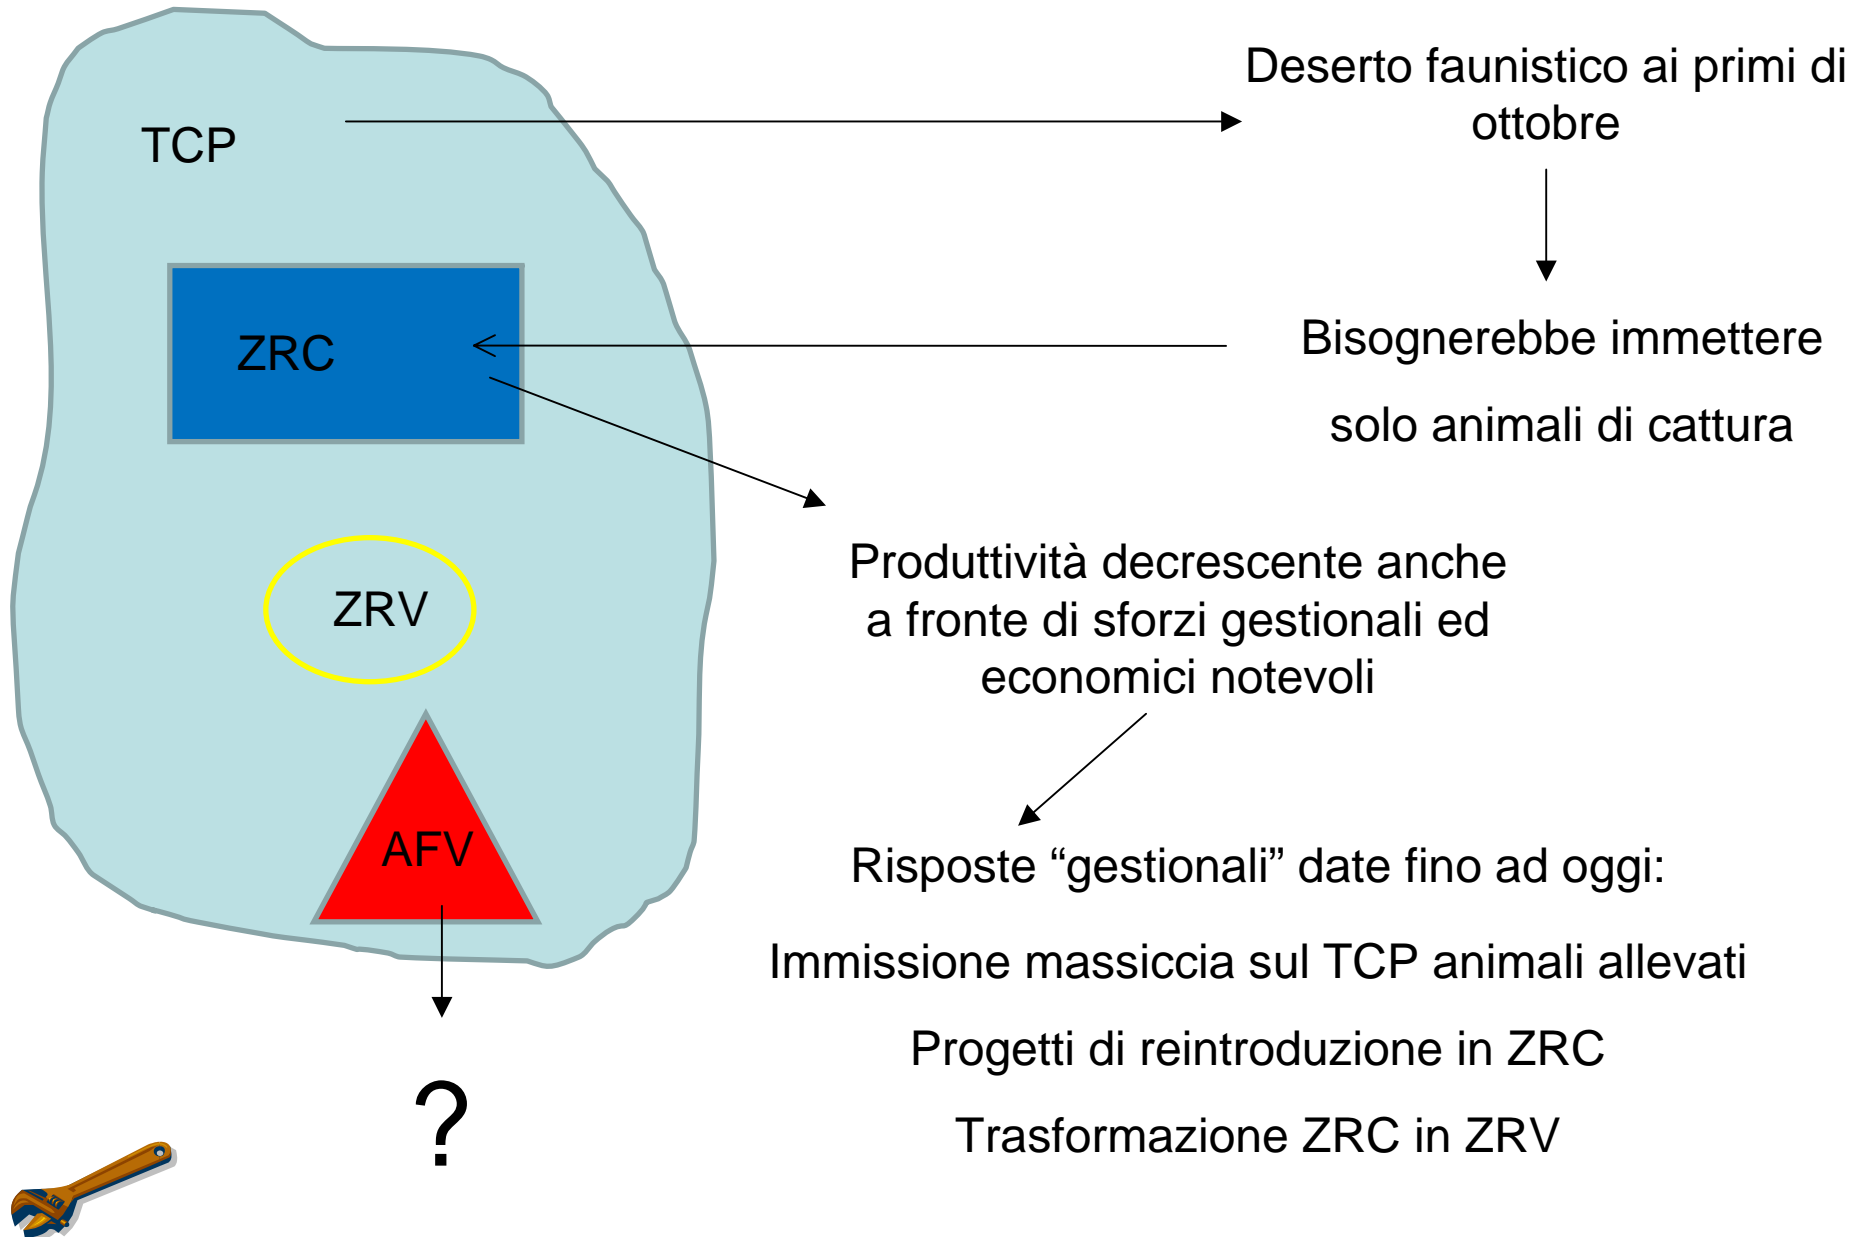 TCP
Deserto faunistico ai primi di
ottobre
ZRC
Bisognerebbe immettere
solo animali di cattura
ZRV
Produttività decrescente anche
a fronte di sforzi gestionali ed
economici notevoli
AFV
Risposte “gestionali” date fino ad oggi:
Immissione massiccia sul TCP animali allevati
Progetti di reintroduzione in ZRC
Trasformazione ZRC in ZRV
?